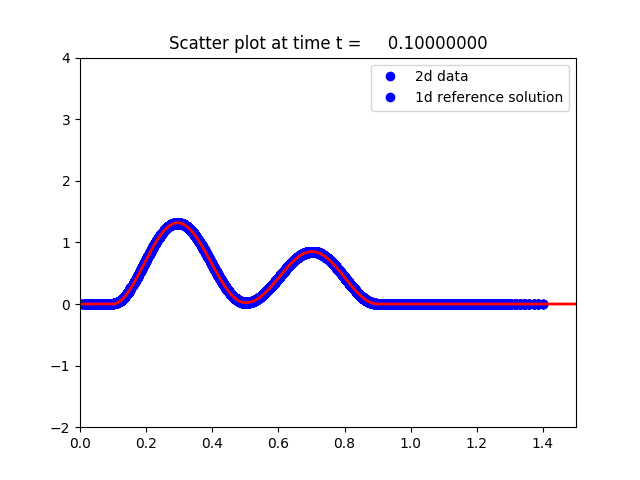 Scatter plot at time t =     0.10000000
2d data
1d reference solution
4
3
2
1
0
−1
−2
0.0 0.2 0.4 0.6 0.8 1.0 1.2 1.4